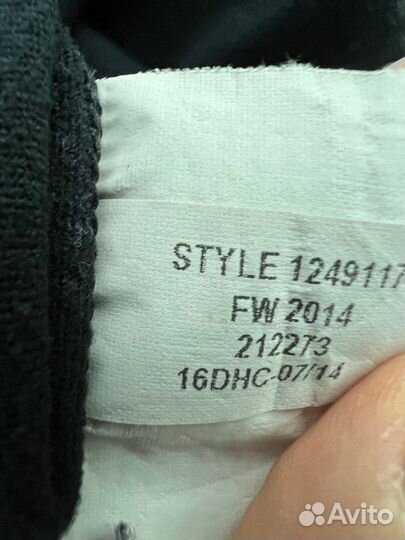 STYLE 1249117
FW 2014
212273
16DHC-07/14
Avito